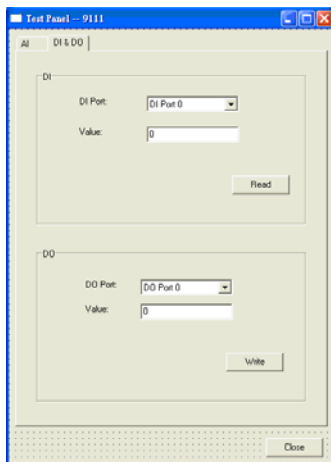 Test Panel -- 9111
AI DI & DO
DI
DI Port: DI Port 0
Value: 0
Read
DO
DO Port: DO Port 0
Value: 0
Write
Close